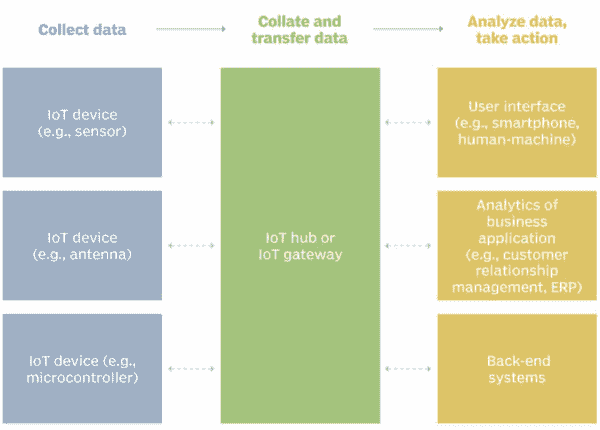 Collect data
Collate and
transfer data
Analyze data,
take action
IoT device
(e.g., sensor)
IoT device
(e.g., antenna)
IoT device (e.g.,
microcontroller)
IoT hub or
IoT gateway
User interface
(e.g., smartphone,
human-machine)
Analytics of
business
application
(e.g., customer
relationship
management, ERP)
Back-end
systems